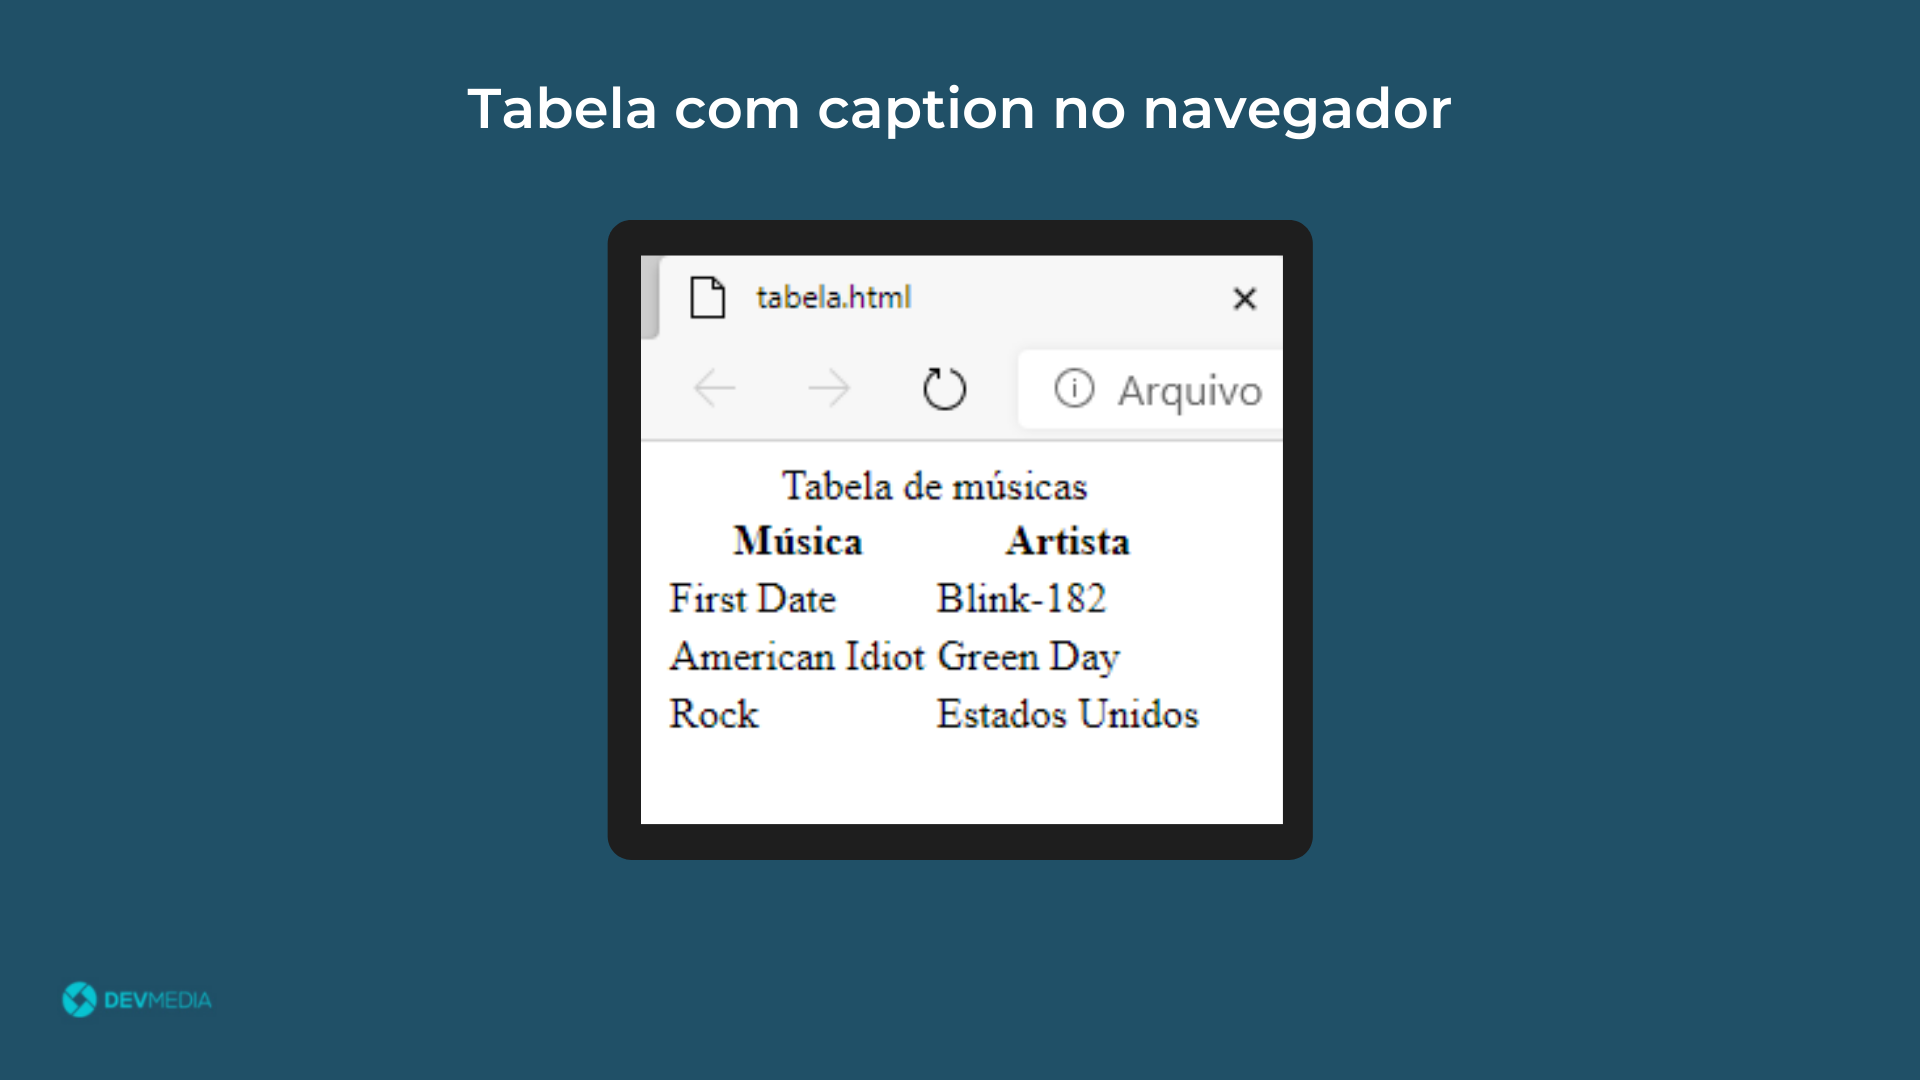 Tabela com caption no navegador
tabela.html
Arquivo
Tabela de músicas
Música Artista
First Date Blink-182
American Idiot Green Day
Rock Estados Unidos
DEVMEDIA